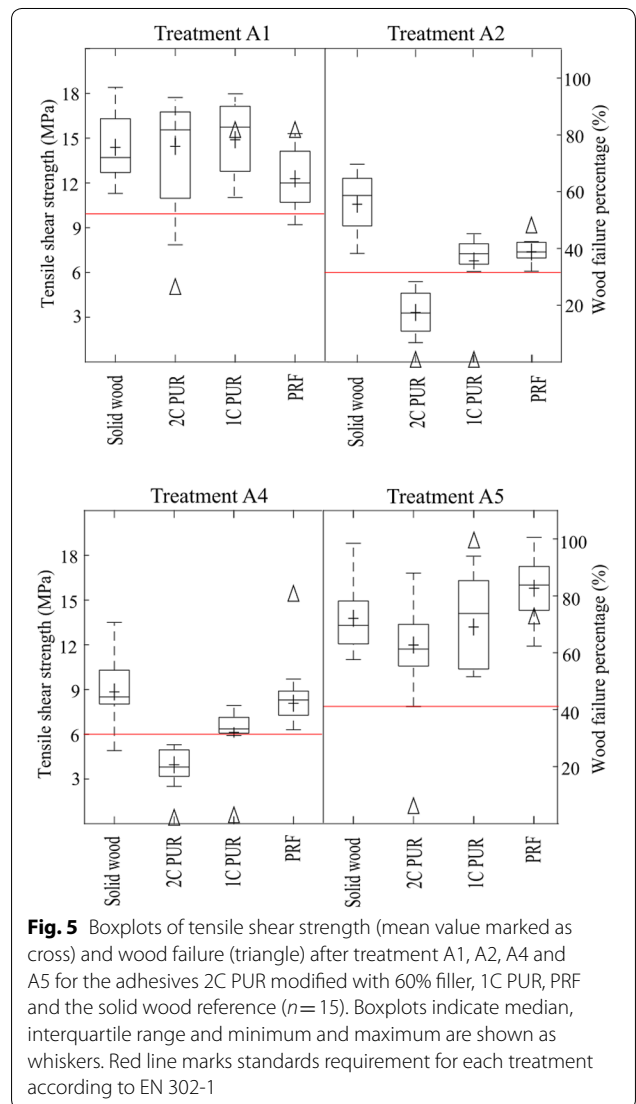 Treatment A1 Treatment A2
Tensile shear strength (MPa)
18
15
12
9
6
3
100
80
60
40
20
Wood failure percentage (%)
Solid wood
2C PUR
1C PUR
PRF
Solid wood
2C PUR
1C PUR
PRF
Treatment A4 Treatment A5
Tensile shear strength (MPa)
18
15
12
9
6
3
100
80
60
40
20
Wood failure percentage (%)
Solid wood
2C PUR
1C PUR
PRF
Solid wood
2C PUR
1C PUR
PRF
Fig. 5 Boxplots of tensile shear strength (mean value marked as
cross) and wood failure (triangle) after treatment A1, A2, A4 and
A5 for the adhesives 2C PUR modified with 60% filler, 1C PUR, PRF
and the solid wood reference (n = 15). Boxplots indicate median,
interquartile range and minimum and maximum are shown as
whiskers. Red line marks standards requirement for each treatment
according to EN 302-1